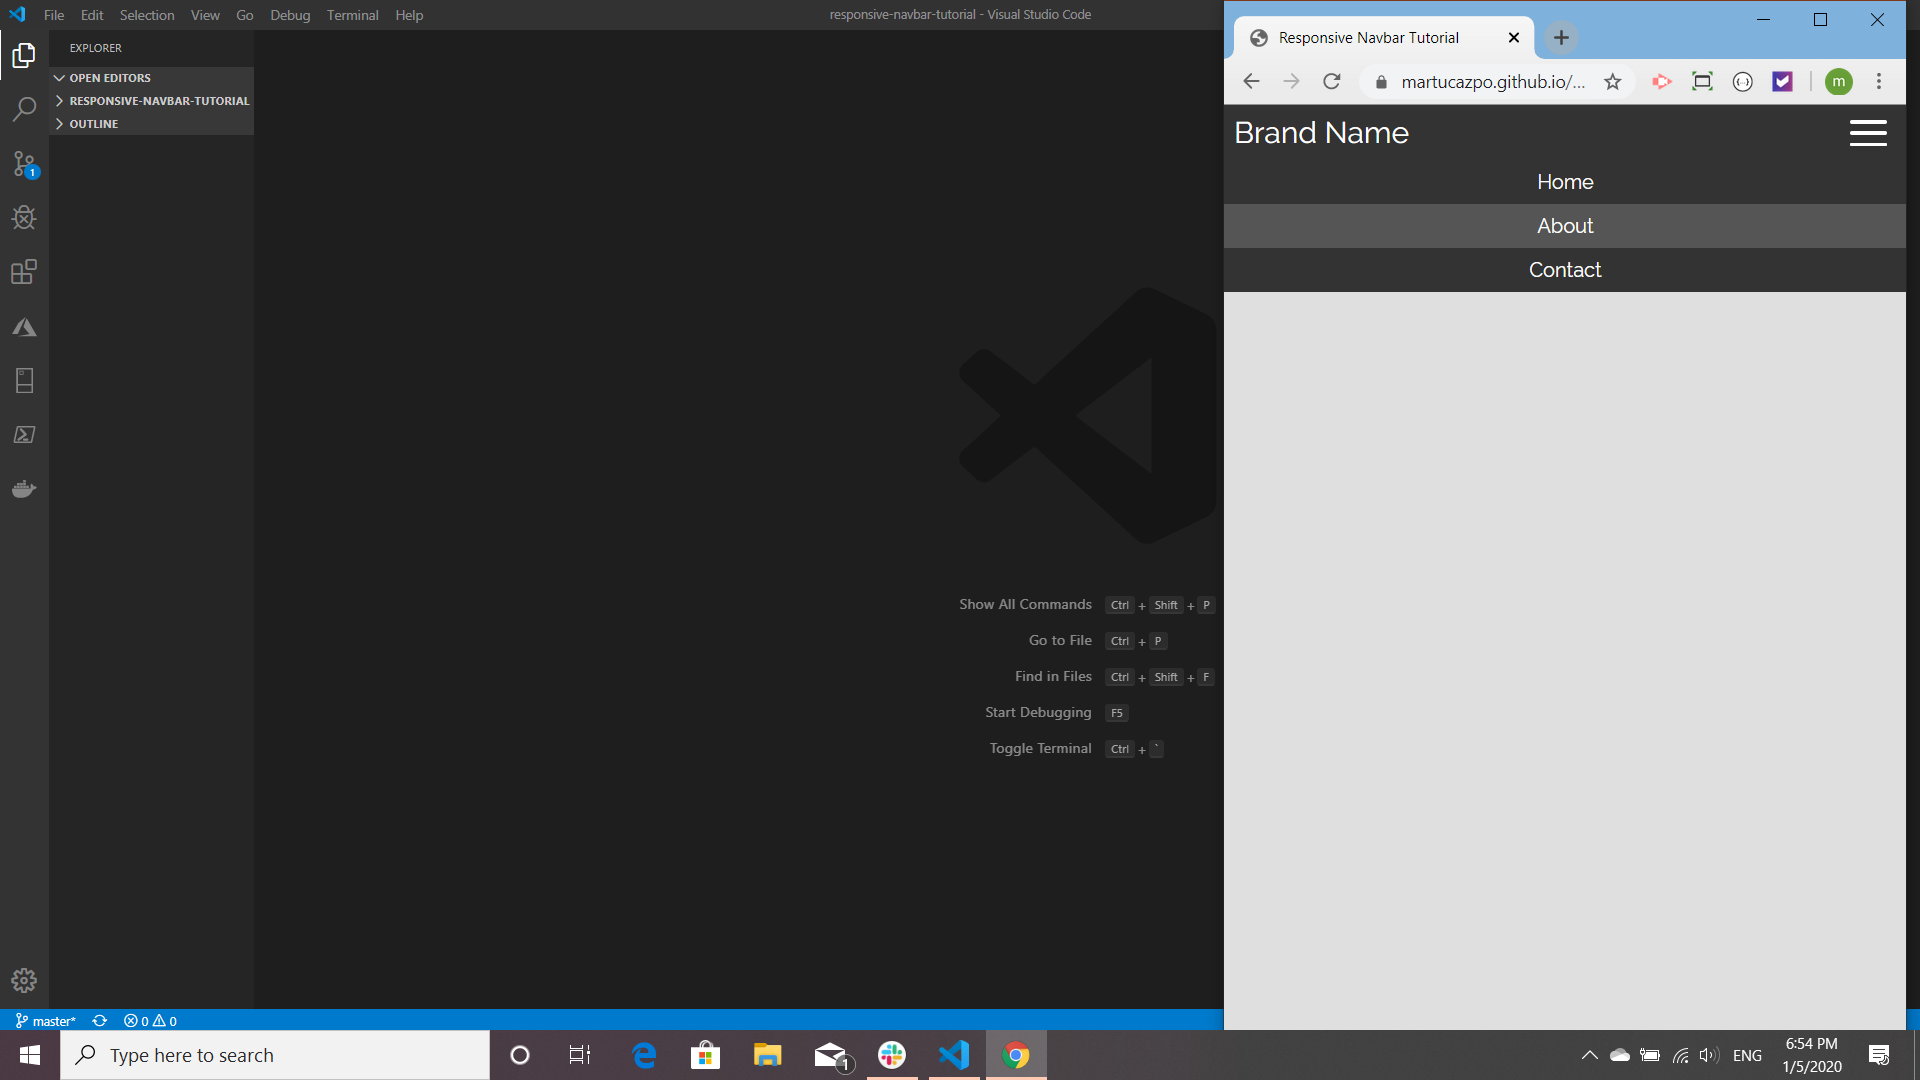 File Edit Selection View Go Debug Terminal Help
responsive-navbar-tutorial - Visual Studio Code
EXPLORER
OPEN EDITORS
RESPONSIVE-NAVBAR-TUTORIAL
OUTLINE
1
Show All Commands Ctrl + Shift + P
Go to File Ctrl + P
Find in Files Ctrl + Shift + F
Start Debugging F5
Toggle Terminal Ctrl + `
master* 0 0
Responsive Navbar Tutorial
martucazpo.github.io/...
m
Brand Name
Home
About
Contact
Type here to search
1
ENG
6:54 PM
1/5/2020